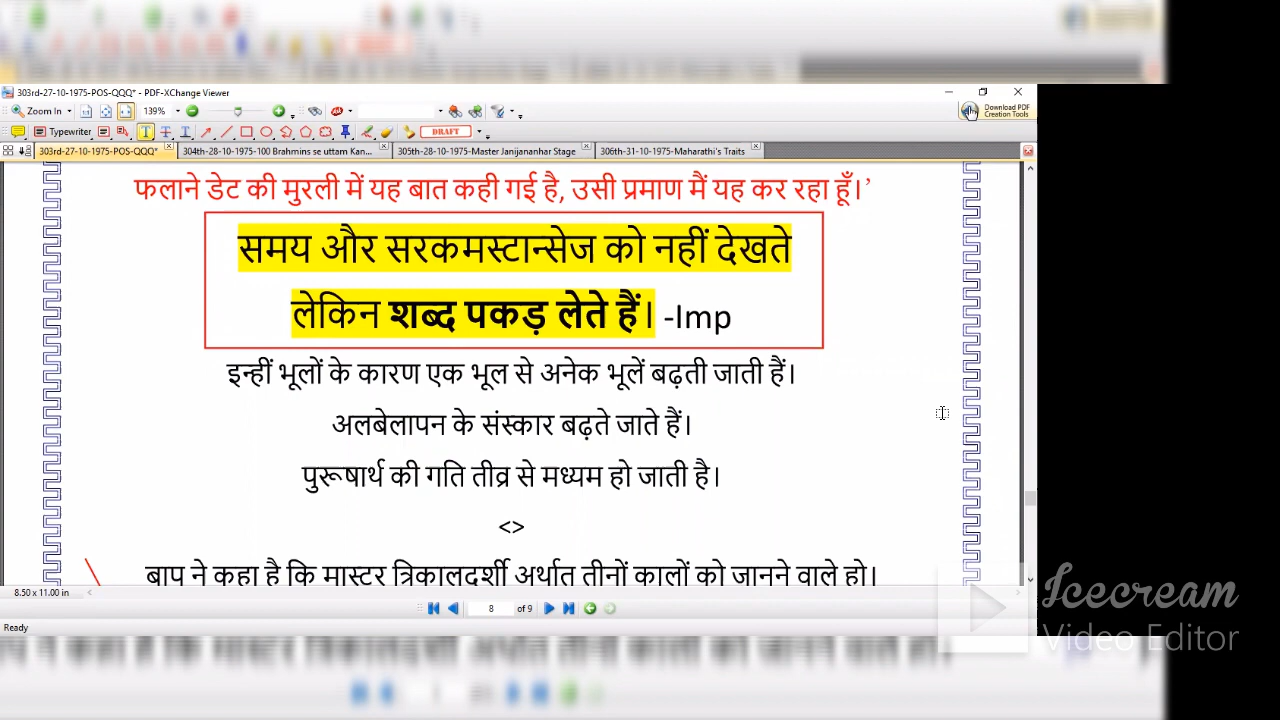 303rd-27-10-1975-POS-QQQ* - PDF-XChange Viewer
Zoom In
139%
Download PDF
Creation Tools
Typewriter
DRAFT
303rd-27-10-1975-POS-QQQ*
304th-28-10-1975-100 Brahmins se uttam Kan...
305th-28-10-1975-Master Janijananhar Stage
306th-31-10-1975-Maharathi's Traits
फलाने डेट की मुरली में यह बात कही गई है, उसी प्रमाण मैं यह कर रहा हूँ।’
समय और सरकमस्टान्सेज को नहीं देखते
लेकिन शब्द पकड़ लेते हैं। -Imp
इन्हीं भूलों के कारण एक भूल से अनेक भूलें बढ़ती जाती हैं।
अलबेलापन के संस्कार बढ़ते जाते हैं।
पुरूषार्थ की गति तीव्र से मध्यम हो जाती है।
<>
बाप ने कहा है कि मास्टर त्रिकालदर्शी अर्थात तीनों कालों को जानने वाले हो।
8.50 x 11.00 in
8 of 9
Ready
Icecream
Video Editor